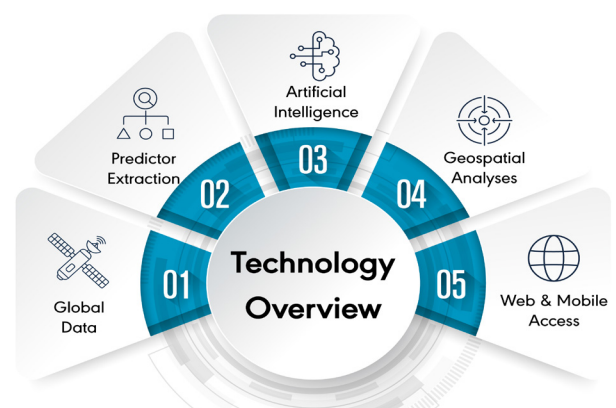 01
Global
Data
02
Predictor
Extraction
03
Artificial
Intelligence
04
Geospatial
Analyses
05
Web & Mobile
Access
Technology
Overview